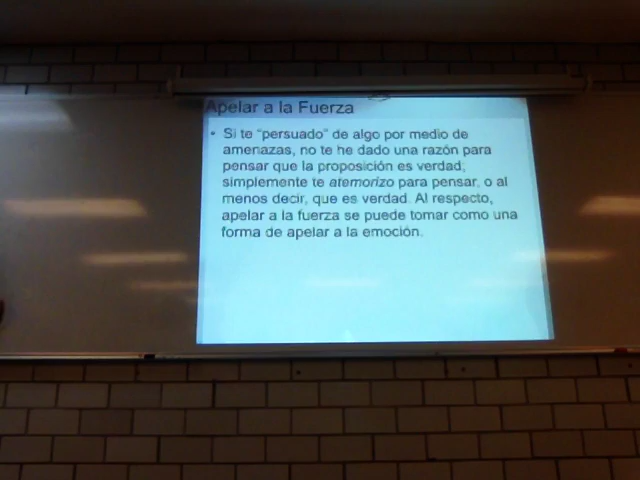 Apelar a la Fuerza
• Si te “persuado” de algo por medio de
amenazas, no te he dado una razón para
pensar que la proposición es verdad;
simplemente te atemorizo para pensar, o al
menos decir, que es verdad. Al respecto,
apelar a la fuerza se puede tomar como una
forma de apelar a la emoción.